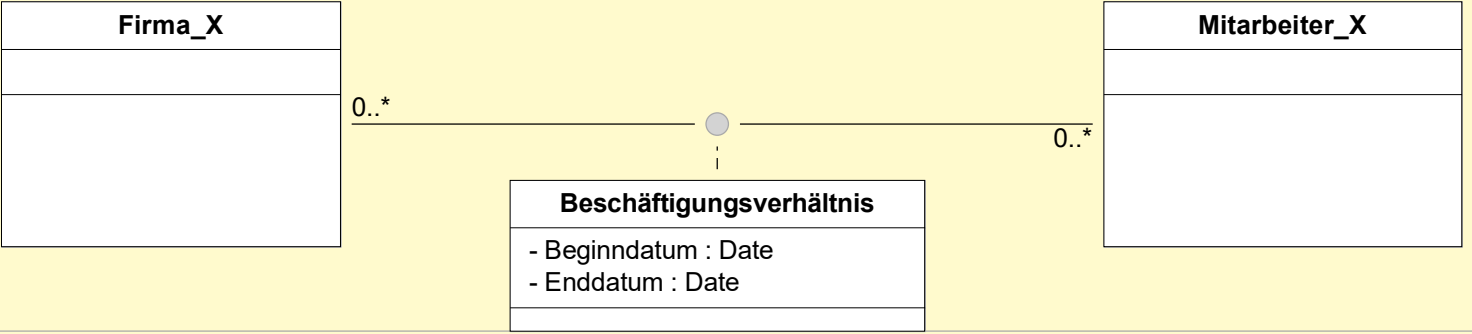 Firma_X
Mitarbeiter_X
0..*
0..*
Beschäftigungsverhältnis
- Beginndatum : Date
- Enddatum : Date